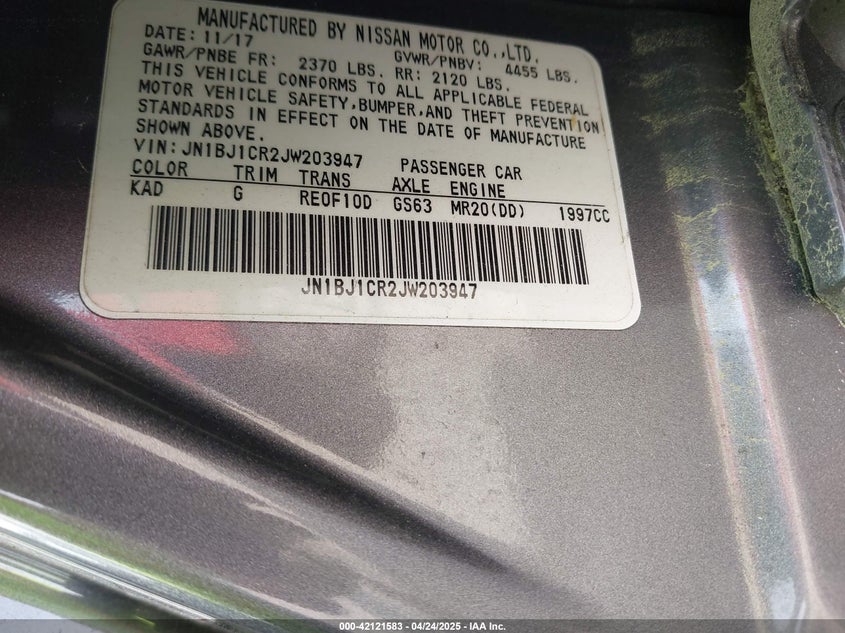 MANUFACTURED BY NISSAN MOTOR CO.,LTD.
DATE: 11/17 GVWR/PNBV: 4455 LBS.
GAWR/PNBE FR: 2370 LBS. RR: 2120 LBS.
THIS VEHICLE CONFORMS TO ALL APPLICABLE FEDERAL
MOTOR VEHICLE SAFETY,BUMPER,AND THEFT PREVENTION
STANDARDS IN EFFECT ON THE DATE OF MANUFACTURE
SHOWN ABOVE.
VIN:JN1BJ1CR2JW203947 PASSENGER CAR
COLOR TRIM TRANS AXLE ENGINE
KAD G RE0F10D GS63 MR20(DD) 1997CC
JN1BJ1CR2JW203947
000-42121583 - 04/24/2025 - IAA Inc.